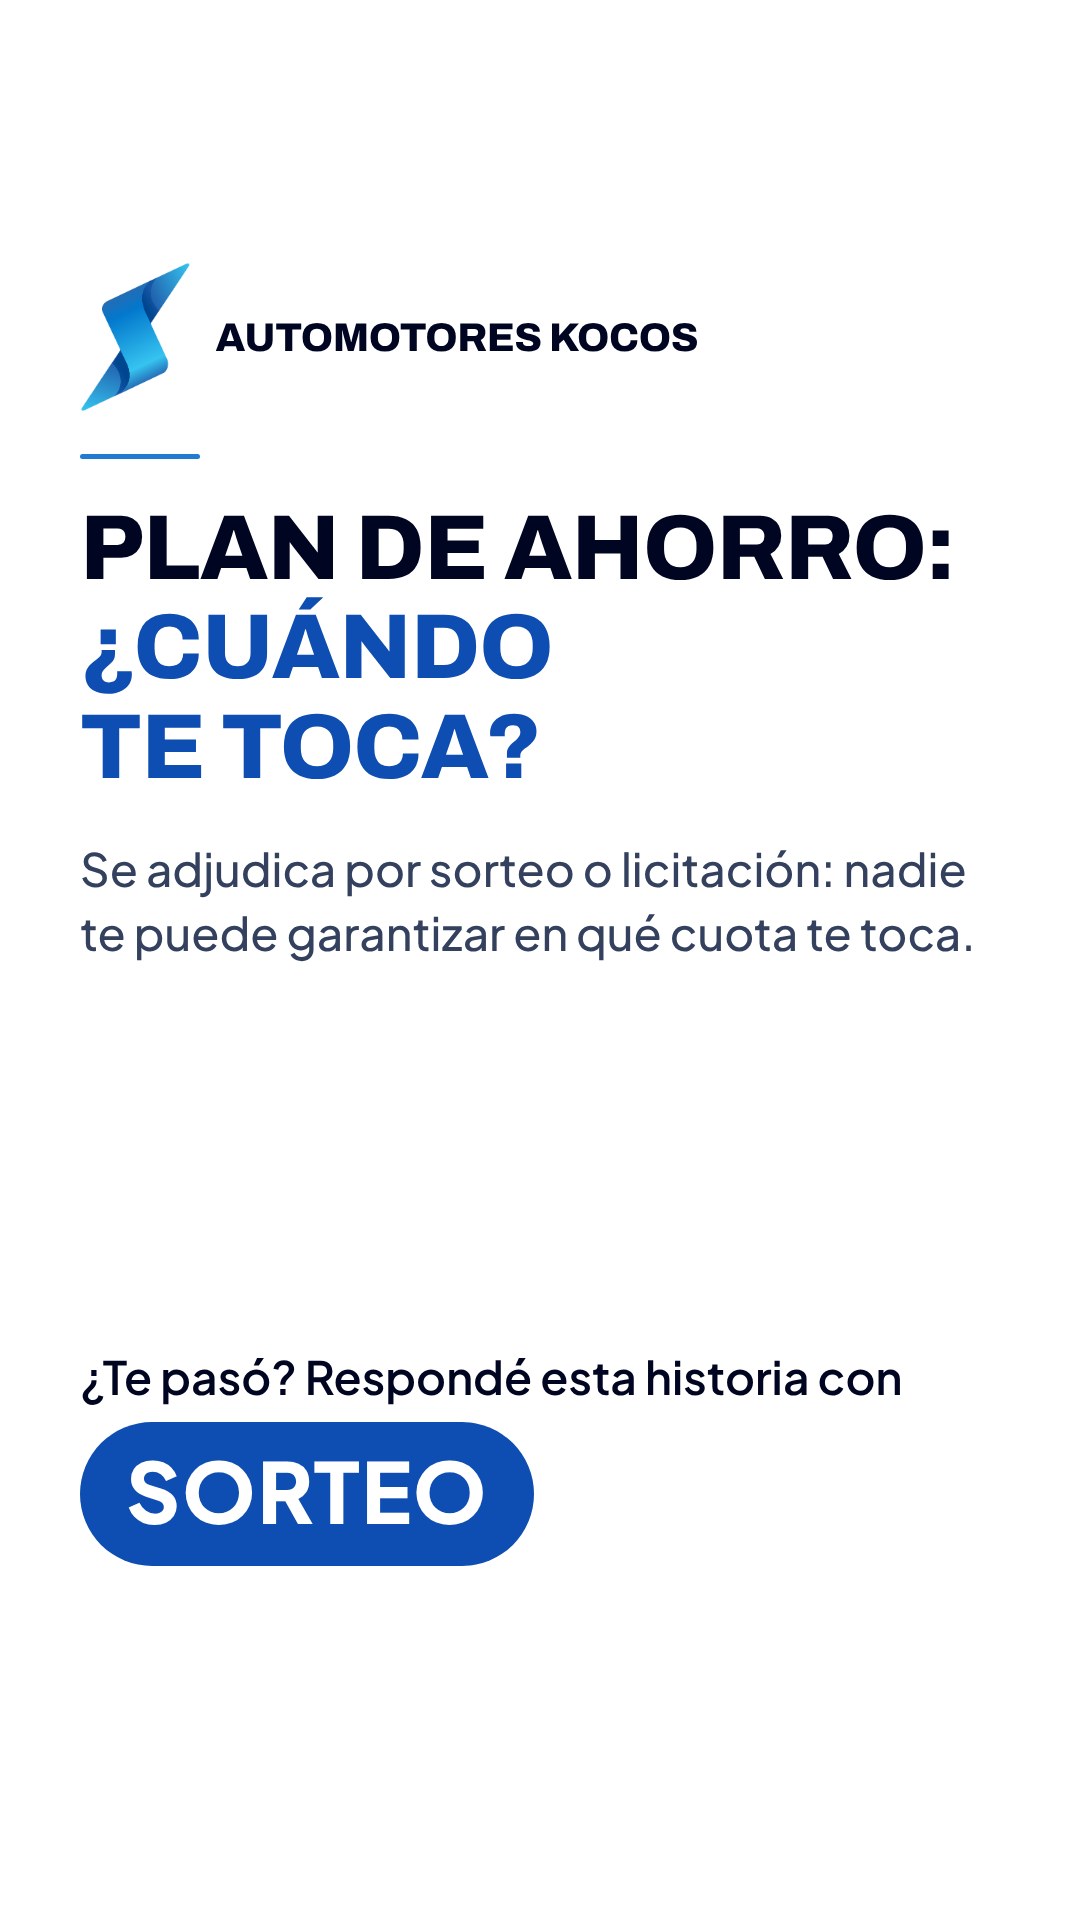 AUTOMOTORES KOCOS
PLAN DE AHORRO:
¿CUÁNDO
TE TOCA?
Se adjudica por sorteo o licitación: nadie
te puede garantizar en qué cuota te toca.
¿Te pasó? Respondé esta historia con
SORTEO